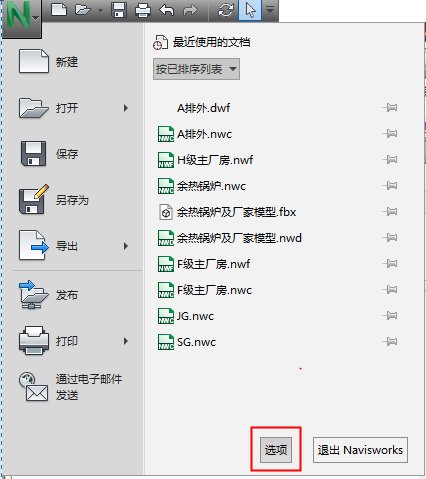 N
最近使用的文档
新建
按已排序列表
打开
A排外.dwf
A排外.nwc
保存
H级主厂房.nwf
余热锅炉.nwc
另存为
余热锅炉及厂家模型.fbx
导出
余热锅炉及厂家模型.nwd
F级主厂房.nwf
发布
F级主厂房.nwc
JG.nwc
打印
SG.nwc
通过电子邮件
发送
选项
退出 Navisworks